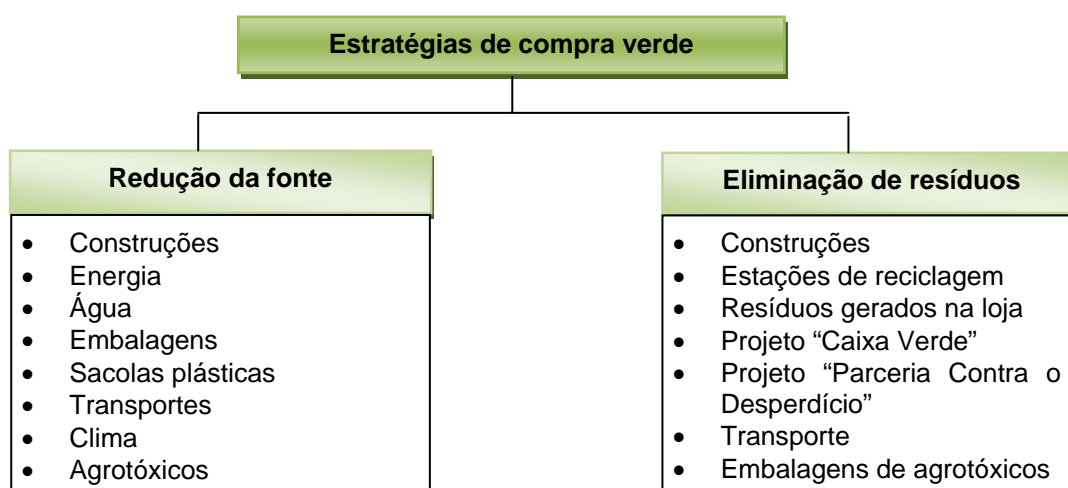 Estratégias de compra verde
Redução da fonte
• Construções
• Energia
• Água
• Embalagens
• Sacolas plásticas
• Transportes
• Clima
• Agrotóxicos
Eliminação de resíduos
• Construções
• Estações de reciclagem
• Resíduos gerados na loja
• Projeto “Caixa Verde”
• Projeto “Parceria Contra o
Desperdício”
• Transporte
• Embalagens de agrotóxicos